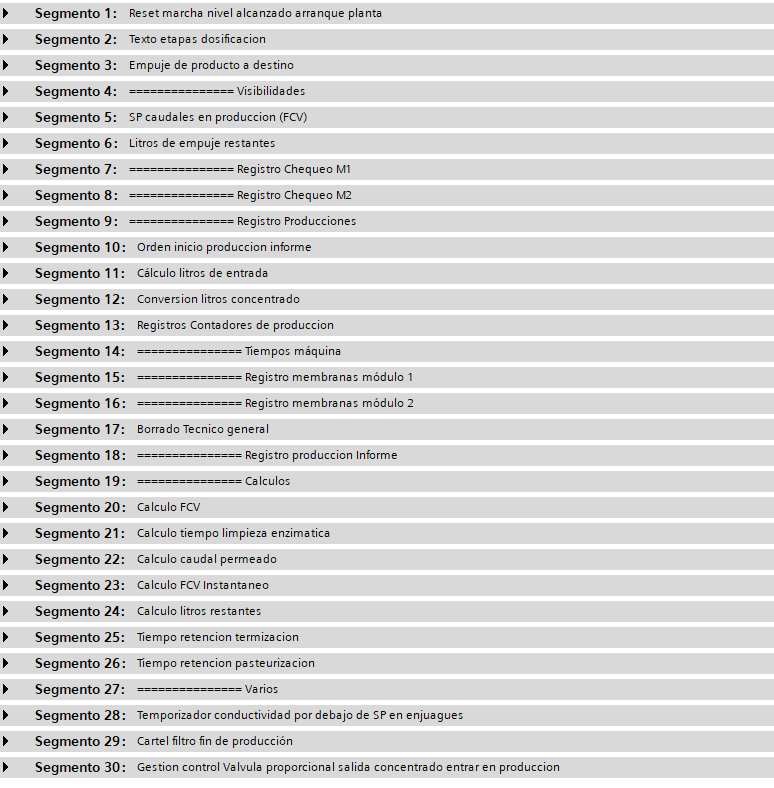 Segmento 1: Reset marcha nivel alcanzado arranque planta
Segmento 2: Texto etapas dosificacion
Segmento 3: Empuje de producto a destino
Segmento 4: =============== Visibilidades
Segmento 5: SP caudales en produccion (FCV)
Segmento 6: Litros de empuje restantes
Segmento 7: =============== Registro Chequeo M1
Segmento 8: =============== Registro Chequeo M2
Segmento 9: =============== Registro Producciones
Segmento 10: Orden inicio produccion informe
Segmento 11: Cálculo litros de entrada
Segmento 12: Conversion litros concentrado
Segmento 13: Registros Contadores de produccion
Segmento 14: =============== Tiempos máquina
Segmento 15: =============== Registro membranas módulo 1
Segmento 16: =============== Registro membranas módulo 2
Segmento 17: Borrado Tecnico general
Segmento 18: =============== Registro produccion Informe
Segmento 19: =============== Calculos
Segmento 20: Calculo FCV
Segmento 21: Calculo tiempo limpieza enzimatica
Segmento 22: Calculo caudal permeado
Segmento 23: Calculo FCV Instantaneo
Segmento 24: Calculo litros restantes
Segmento 25: Tiempo retencion termizacion
Segmento 26: Tiempo retencion pasteurizacion
Segmento 27: =============== Varios
Segmento 28: Temporizador conductividad por debajo de SP en enjuagues
Segmento 29: Cartel filtro fin de producción
Segmento 30: Gestion control Valvula proporcional salida concentrado entrar en produccion